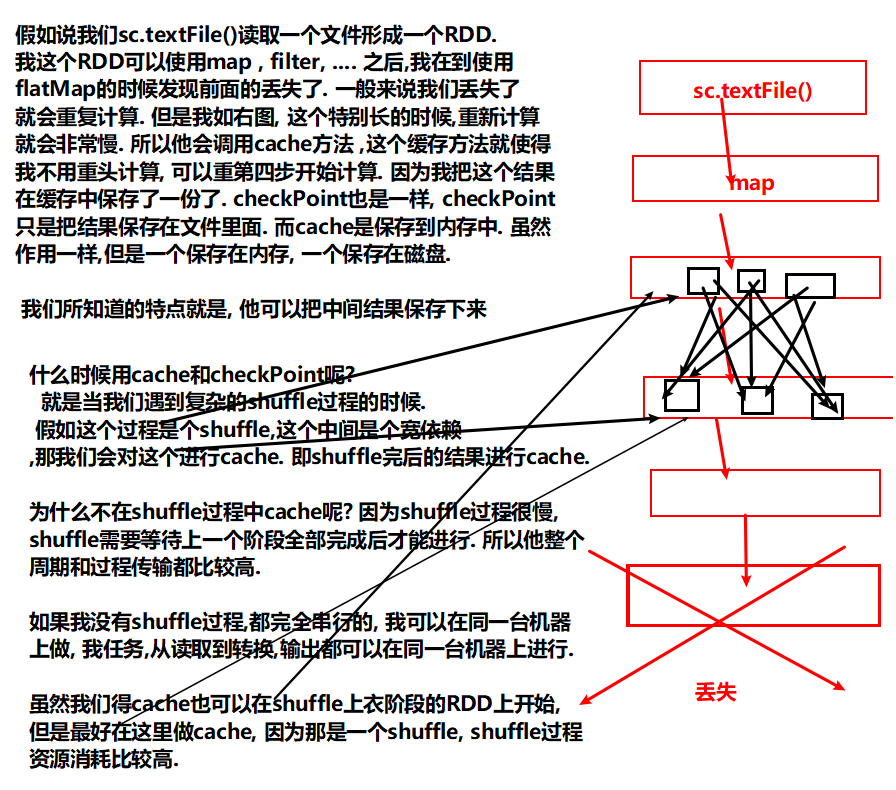 假如说我们sc.textFile()读取一个文件形成一个RDD.
我这个RDD可以使用map , filter, .... 之后,我在到使用
flatMap的时候发现前面的丢失了. 一般来说我们丢失了
就会重复计算. 但是我如右图, 这个特别长的时候,重新计算
就会非常慢. 所以他会调用cache方法 ,这个缓存方法就使得
我不用重头计算, 可以重第四步开始计算. 因为我把这个结果
在缓存中保存了一份了. checkPoint也是一样, checkPoint
只是把结果保存在文件里面. 而cache是保存到内存中. 虽然
作用一样,但是一个保存在内存, 一个保存在磁盘.
我们所知道的特点就是, 他可以把中间结果保存下来
什么时候用cache和checkPoint呢?
就是当我们遇到复杂的shuffle过程的时候.
假如这个过程是个shuffle,这个中间是个宽依赖
,那我们会对这个进行cache. 即shuffle完后的结果进行cache.
为什么不在shuffle过程中cache呢? 因为shuffle过程很慢,
shuffle需要等待上一个阶段全部完成后才能进行. 所以他整个
周期和过程传输都比较高.
如果我没有shuffle过程,都完全串行的, 我可以在同一台机器
上做, 我任务,从读取到转换,输出都可以在同一台机器上进行.
虽然我们得cache也可以在shuffle上衣阶段的RDD上开始,
但是最好在这里做cache, 因为那是一个shuffle, shuffle过程
资源消耗比较高.
sc.textFile()
map
丢失